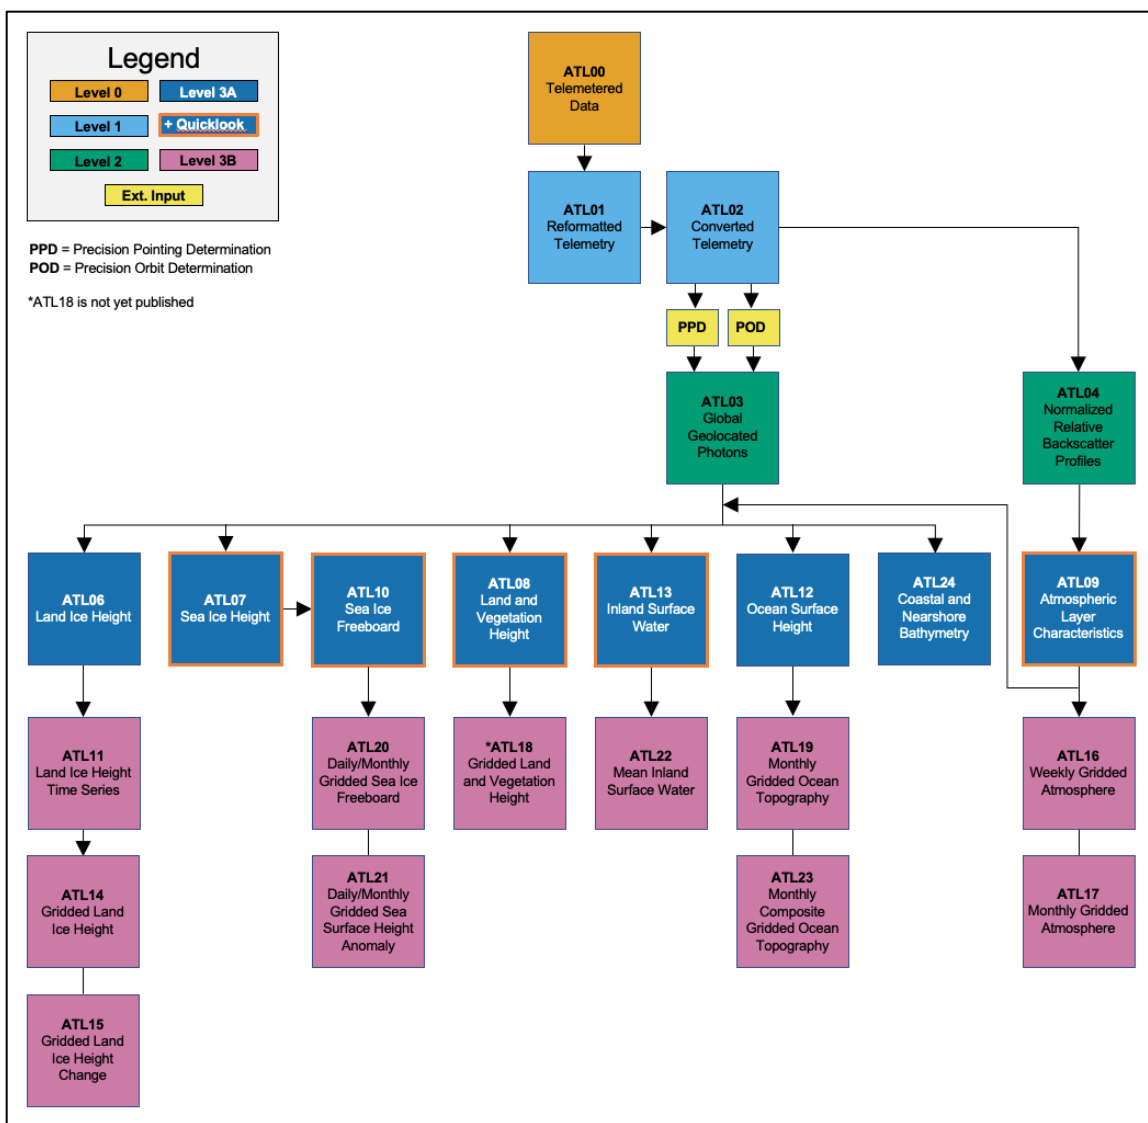 Legend
Level 0
Level 3A
Level 1
+ Quicklook
Level 2
Level 3B
Ext. Input
PPD = Precision Pointing Determination
POD = Precision Orbit Determination
*ATL18 is not yet published
ATL00
Telemetered
Data
ATL01
Reformatted
Telemetry
ATL02
Converted
Telemetry
PPD
POD
ATL03
Global
Geolocated
Photons
ATL04
Normalized
Relative
Backscatter
Profiles
ATL06
Land Ice Height
ATL07
Sea Ice Height
ATL10
Sea Ice
Freeboard
ATL08
Land and
Vegetation
Height
ATL13
Inland Surface
Water
ATL12
Ocean Surface
Height
ATL24
Coastal and
Nearshore
Bathymetry
ATL09
Atmospheric
Layer
Characteristics
ATL11
Land Ice Height
Time Series
ATL20
Daily/Monthly
Gridded Sea Ice
Freeboard
*ATL18
Gridded Land
and Vegetation
Height
ATL22
Mean Inland
Surface Water
ATL19
Monthly
Gridded Ocean
Topography
ATL16
Weekly Gridded
Atmosphere
ATL14
Gridded Land
Ice Height
ATL21
Daily/Monthly
Gridded Sea
Surface Height
Anomaly
ATL23
Monthly
Composite
Gridded Ocean
Topography
ATL17
Monthly Gridded
Atmosphere
ATL15
Gridded Land
Ice Height
Change